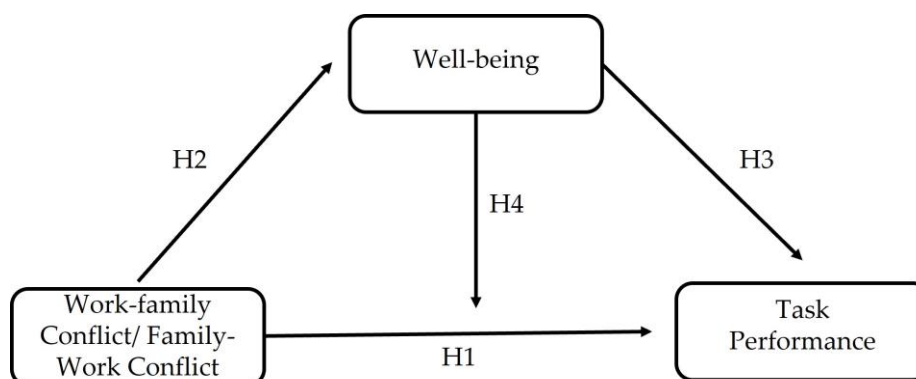 Well-being
H2
H3
H4
Work-family
Conflict/ Family-
Work Conflict
H1
Task
Performance